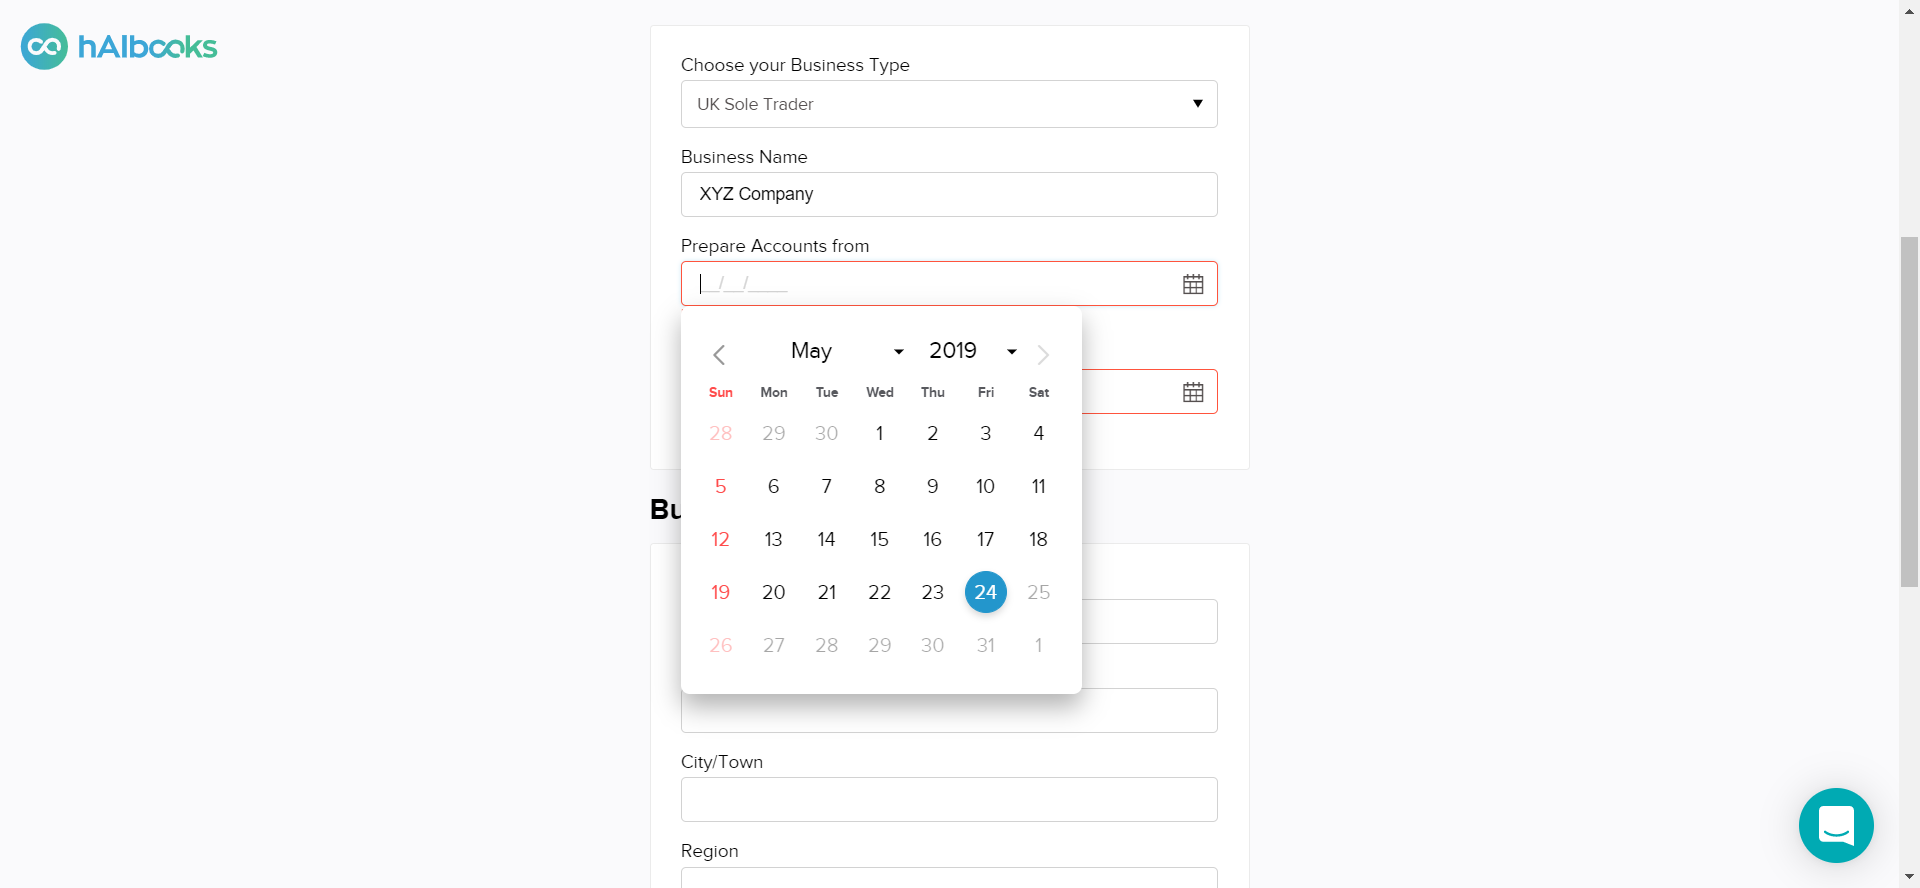 hAIbooks
Choose your Business Type
UK Sole Trader
Business Name
XYZ Company
Prepare Accounts from
__/__/____
May 2019
Sun Mon Tue Wed Thu Fri Sat
28 29 30 1 2 3 4
5 6 7 8 9 10 11
12 13 14 15 16 17 18
19 20 21 22 23 24 25
26 27 28 29 30 31 1
City/Town
Region